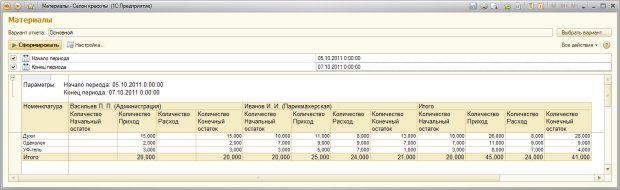 Материалы - Салон красоты (1С:Предприятие)
M M+ M-
Материалы
Вариант отчета: Основной Выбрать вариант...
Сформировать Настройка... Все действия
Начало периода 05.10.2011 0:00:00
Конец периода 07.10.2011 0:00:00
Параметры: Начало периода: 05.10.2011 0:00:00
Конец периода: 07.10.2011 0:00:00
Номенклатура Васильев П. П. (Администрация) Иванов И. И. (Парикмахерская) Итого
Количество Начальный остаток Количество Приход Количество Расход Количество Конечный остаток Количество Начальный остаток Количество Приход Количество Расход Количество Конечный остаток Количество Начальный остаток Количество Приход Количество Расход Количество Конечный остаток
Духи 15,000 15,000 10,000 11,000 8,000 13,000 10,000 26,000 8,000 28,000
Одеколон 2,000 2,000 7,000 9,000 9,000 7,000 7,000 11,000 9,000 9,000
УФ-гель 3,000 3,000 3,000 5,000 7,000 1,000 3,000 8,000 7,000 4,000
Итого 20,000 20,000 20,000 25,000 24,000 21,000 20,000 45,000 24,000 41,000